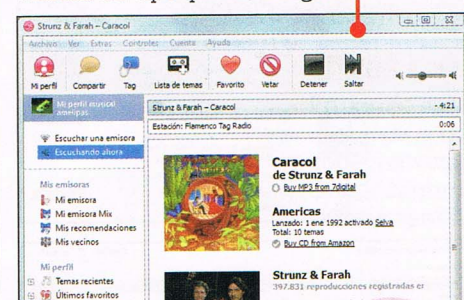 Strunz & Farah – Caracol
Archivo Ver Extras Controles Cuenta Ayuda
Mi perfil Compartir Tag Lista de temas Favorito Vetar Detener Saltar
Mi perfil musical
Strunz & Farah – Caracol - 4:21
Estación: Flamenco Tag Radio 0:06
Escuchar una emisora
Escuchando ahora
Caracol
de Strunz & Farah
Buy MP3 from 7digital
Americas
Lanzado: 1 ene 1992 activado Selva
Total: 10 temas
Buy CD from Amazon
Mis emisoras
Mi emisora
Mi emisora Mix
Mis recomendaciones
Mis vecinos
Mi perfil
Temas recientes
Últimos favoritos
Strunz & Farah
397.831 reproducciones registradas er